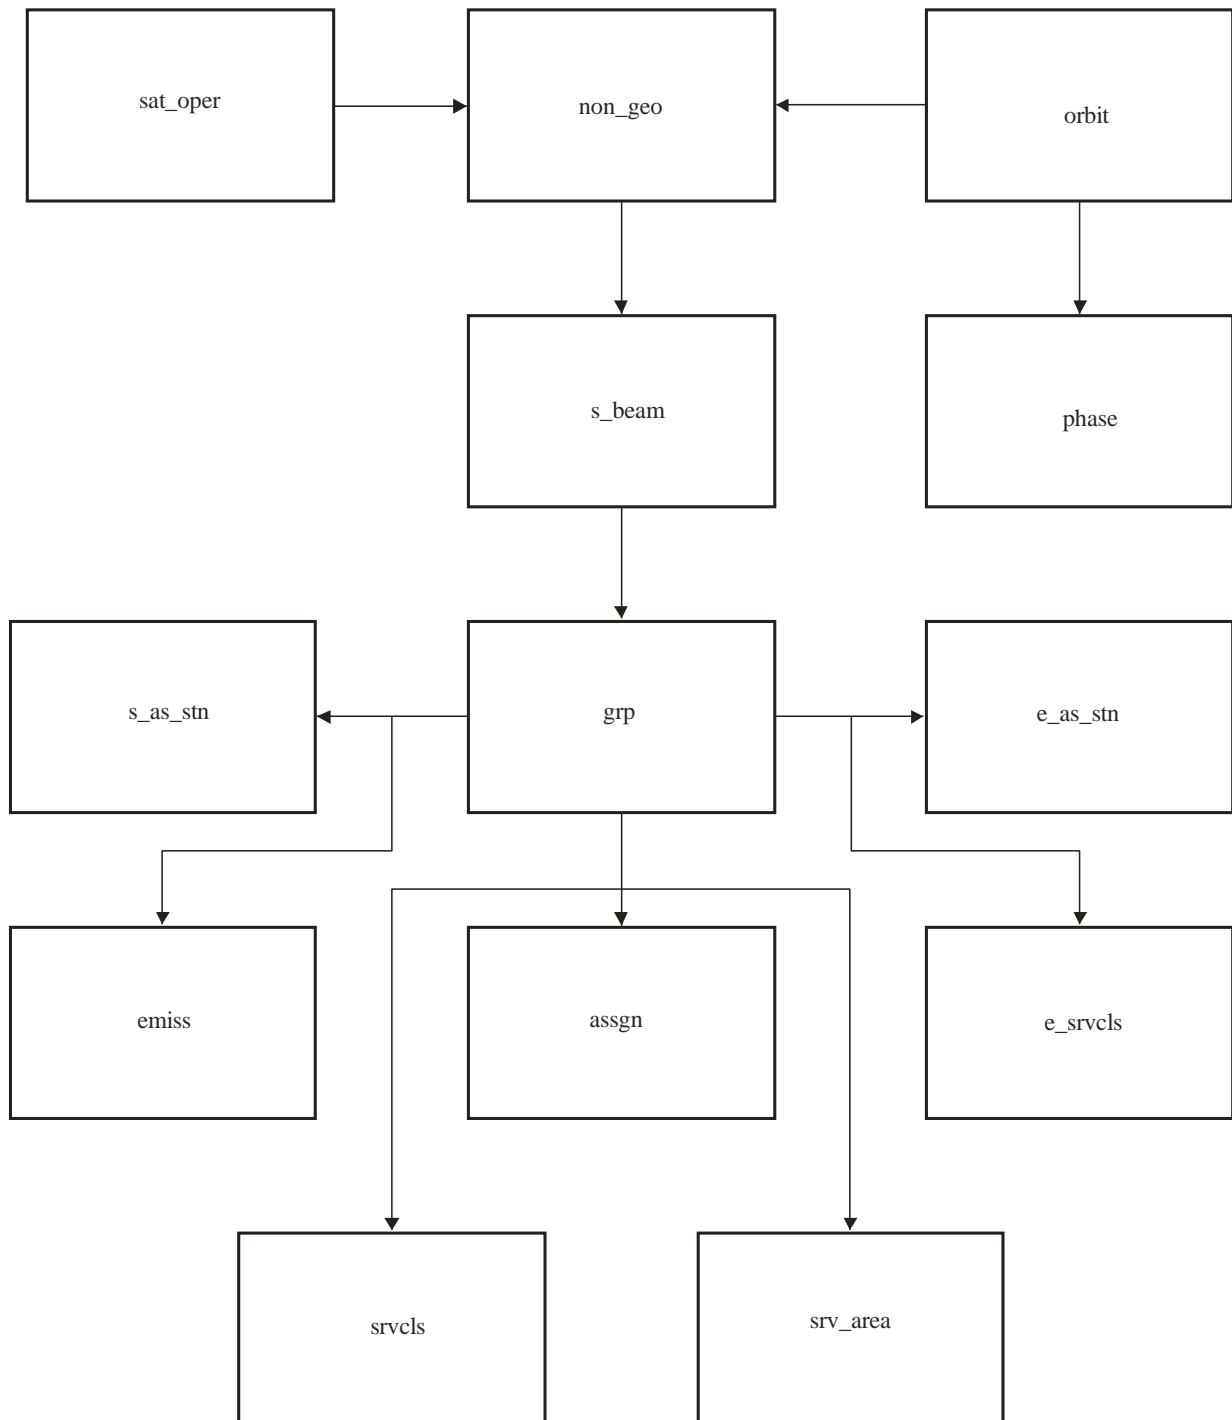 sat_oper
non_geo
orbit
s_beam
phase
s_as_stn
grp
e_as_stn
emiss
assgn
e_srvcls
srvcls
srv_area